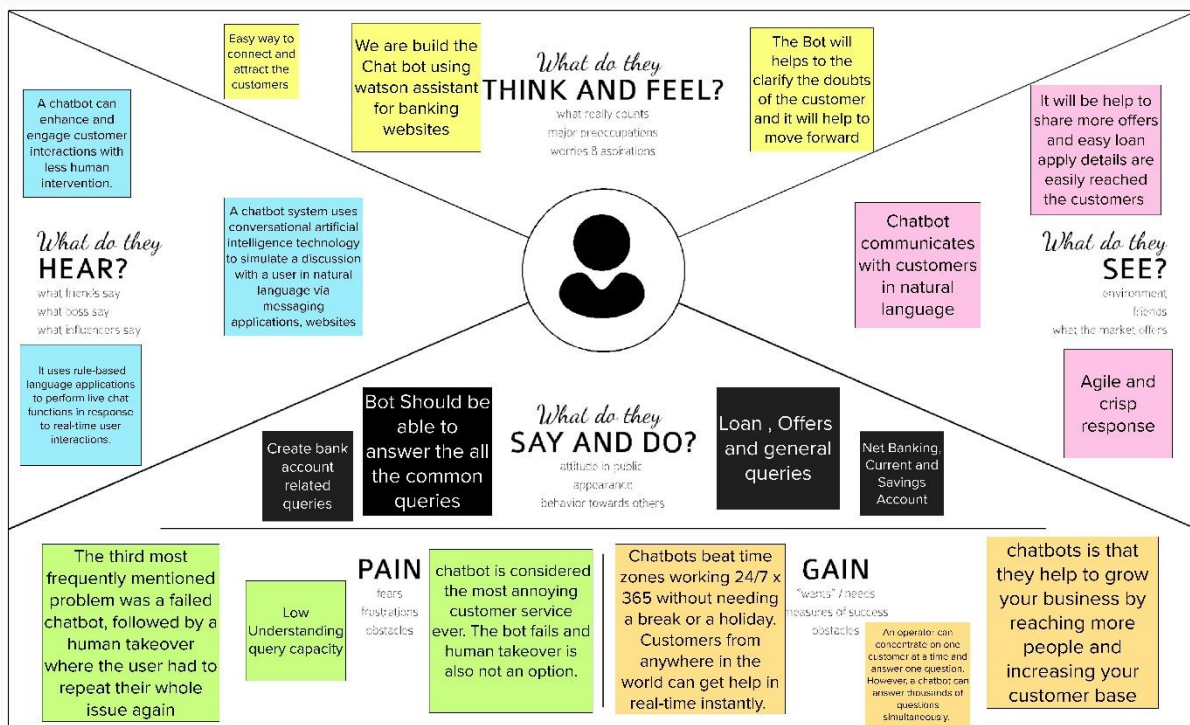 Easy way to
connect and
attract the
customers
We are build the
Chat bot using
watson assistant
for banking
websites
What do they
THINK AND FEEL?
what really counts
major preoccupations
worries & aspirations
The Bot will
helps to the
clarify the doubts
of the customer
and it will help to
move forward
A chatbot can
enhance and
engage customer
interactions with
less human
intervention.
A chatbot system uses
conversational artificial
intelligence technology
to simulate a discussion
with a user in natural
language via
messaging
applications, websites
What do they
HEAR?
what friends say
what boss say
what influencers say
It uses rule-based
language applications
to perform live chat
functions in response
to real-time user
interactions.
It will be help to
share more offers
and easy loan
apply details are
easily reached
the customers
Chatbot
communicates
with customers
in natural
language
What do they
SEE?
environment
friends
what the market offers
Agile and
crisp
response
Create bank
account
related
queries
Bot Should be
able to
answer the all
the common
queries
What do they
SAY AND DO?
attitude in public
appearance
behavior towards others
Loan , Offers
and general
queries
Net Banking,
Current and
Savings
Account
The third most
frequently mentioned
problem was a failed
chatbot, followed by a
human takeover
where the user had to
repeat their whole
issue again
Low
Understanding
query capacity
PAIN
fears
frustrations
obstacles
chatbot is considered
the most annoying
customer service
ever. The bot fails and
human takeover is
also not an option.
Chatbots beat time
zones working 24/7 x
365 without needing
a break or a holiday.
Customers from
anywhere in the
world can get help in
real-time instantly.
GAIN
"wants" / needs
measures of success
obstacles
An operator can
concentrate on one
customer at a time and
answer one question.
However, a chatbot can
answer thousands of
questions
simultaneously.
chatbots is that
they help to grow
your business by
reaching more
people and
increasing your
customer base